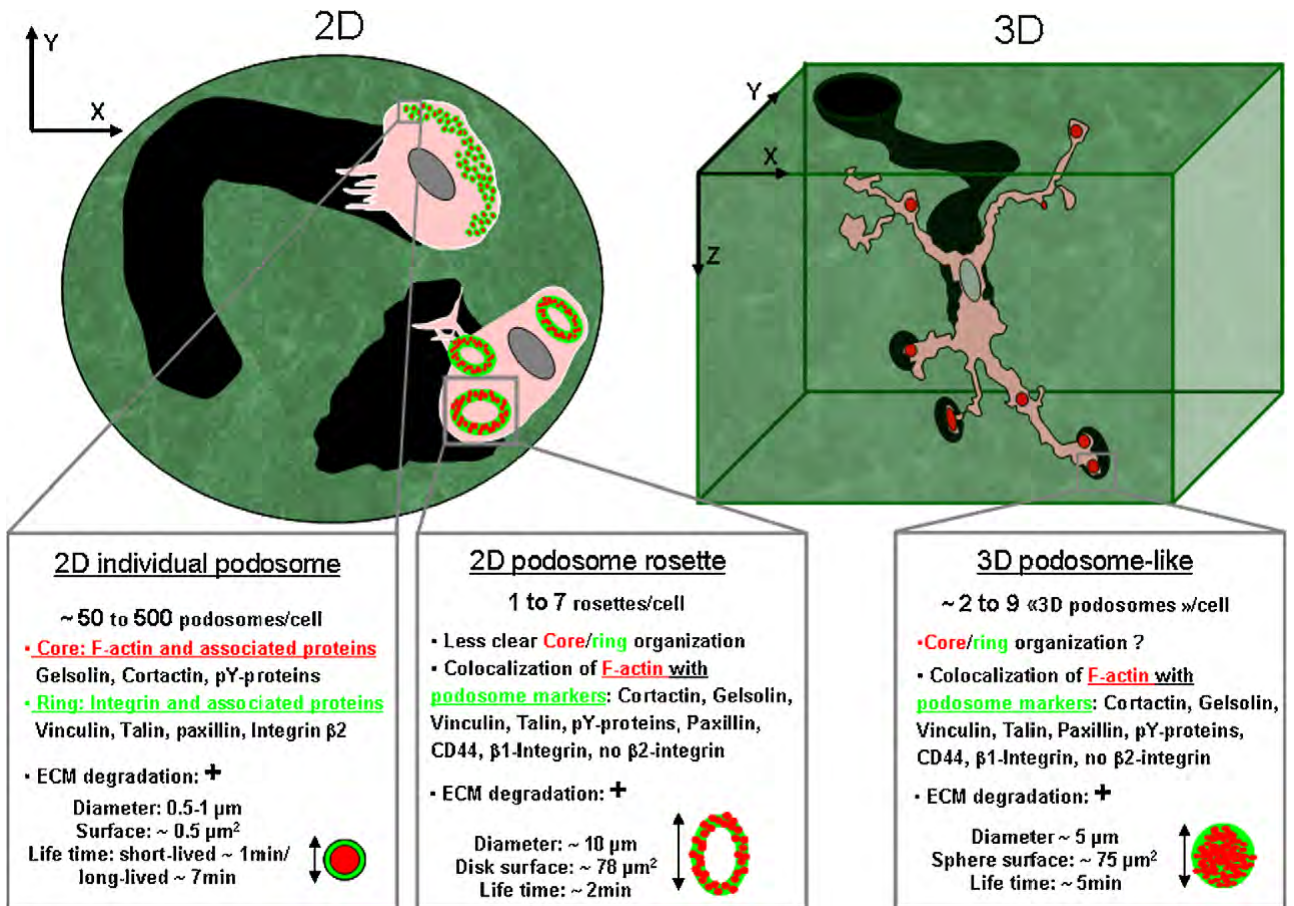 2D
3D
Y
X
Y
X
Z
2D individual podosome
~ 50 to 500 podosomes/cell
• Core: F-actin and associated proteins
Gelsolin, Cortactin, pY-proteins
• Ring: Integrin and associated proteins
Vinculin, Talin, paxillin, Integrin β2
• ECM degradation: +
Diameter: 0.5-1 µm
Surface: ~ 0.5 µm²
Life time: short-lived ~ 1min/
long-lived ~ 7min
2D podosome rosette
1 to 7 rosettes/cell
• Less clear Core/ring organization
• Colocalization of F-actin with
podosome markers: Cortactin, Gelsolin,
Vinculin, Talin, pY-proteins, Paxillin,
CD44, β1-Integrin, no β2-integrin
• ECM degradation: +
Diameter: ~ 10 µm
Disk surface: ~ 78 µm²
Life time: ~ 2min
3D podosome-like
~ 2 to 9 «3D podosomes »/cell
•Core/ring organization ?
• Colocalization of F-actin with
podosome markers: Cortactin, Gelsolin,
Vinculin, Talin, Paxillin, pY-proteins,
CD44, β1-Integrin, no β2-integrin
• ECM degradation: +
Diameter ~ 5 µm
Sphere surface: ~ 75 µm²
Life time: ~ 5min